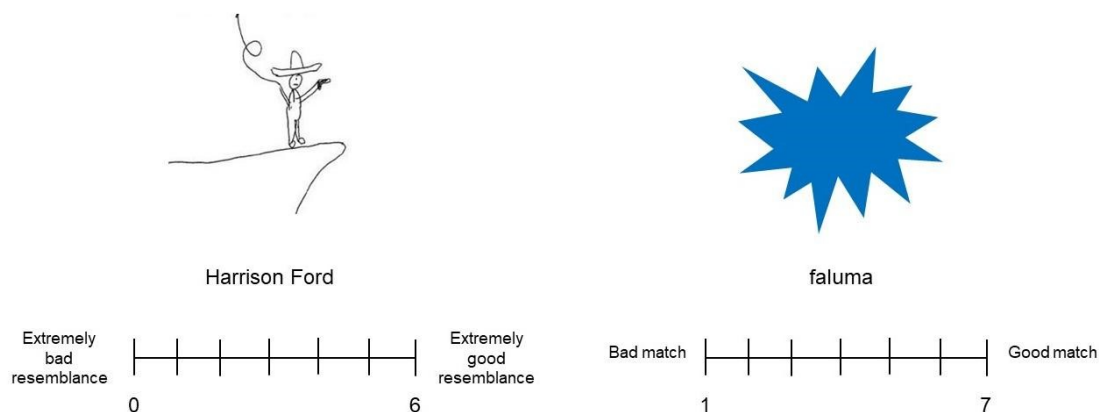 Harrison Ford
Extremely
bad
resemblance
Extremely
good
resemblance
0
6
faluma
Bad match
Good match
1
7